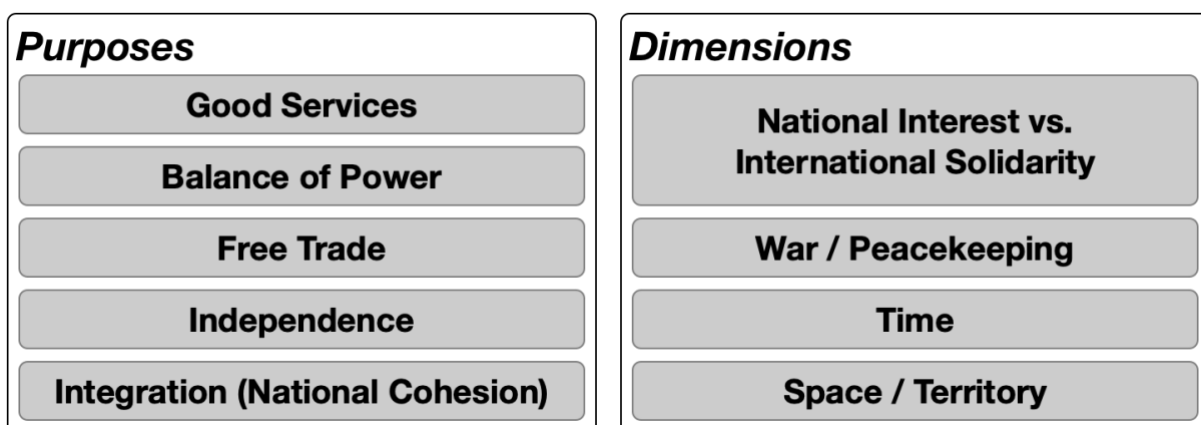 Purposes
Good Services
Balance of Power
Free Trade
Independence
Integration (National Cohesion)
Dimensions
National Interest vs.
International Solidarity
War / Peacekeeping
Time
Space / Territory